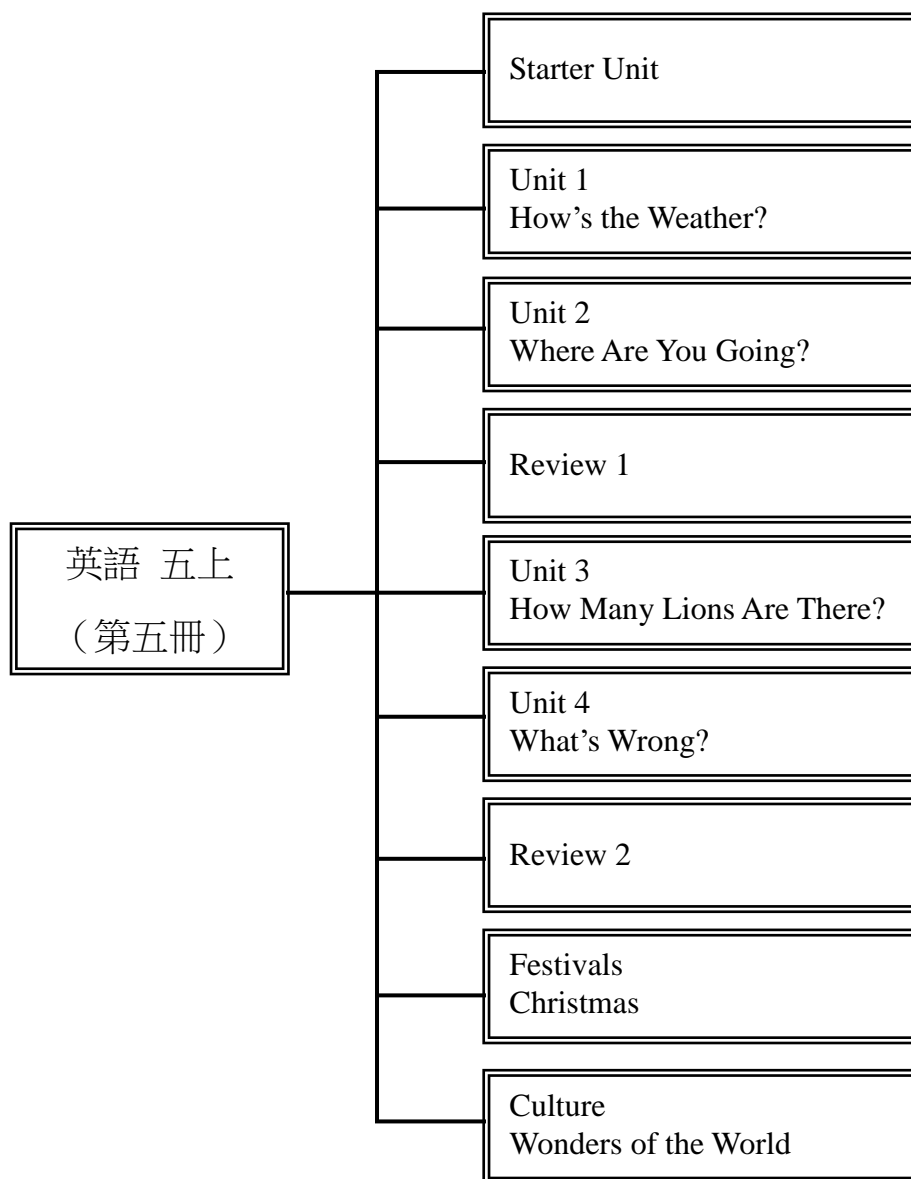 英語 五上
（第五冊）
Starter Unit
Unit 1
How’s the Weather?
Unit 2
Where Are You Going?
Review 1
Unit 3
How Many Lions Are There?
Unit 4
What’s Wrong?
Review 2
Festivals
Christmas
Culture
Wonders of the World